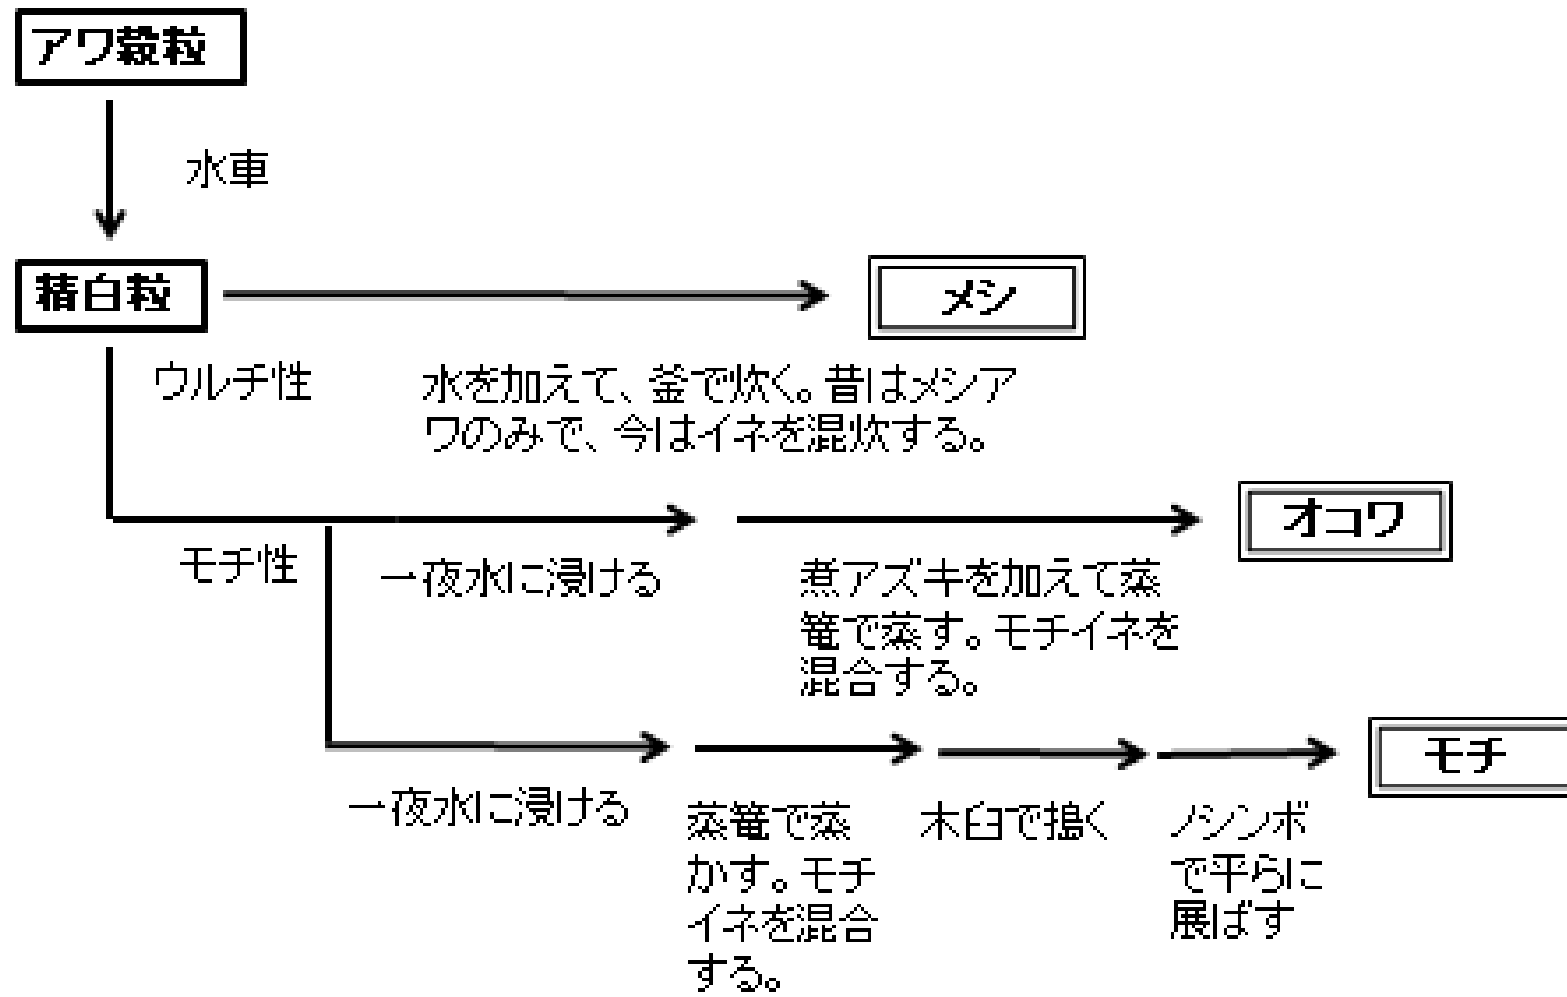 アワ穀粒
水車
精白粒
メシ
ウルチ性
水を加えて、釜で炊く。昔はメシア
ワのみで、今はイネを混炊する。
オコワ
モチ性
一夜水に浸ける
煮アズキを加えて蒸
篭で蒸す。モチイネを
混合する。
モチ
一夜水に浸ける
蒸篭で蒸
かす。モチ
イネを混合
する。
木臼で搗く
ノシンボ
で平らに
展ばす